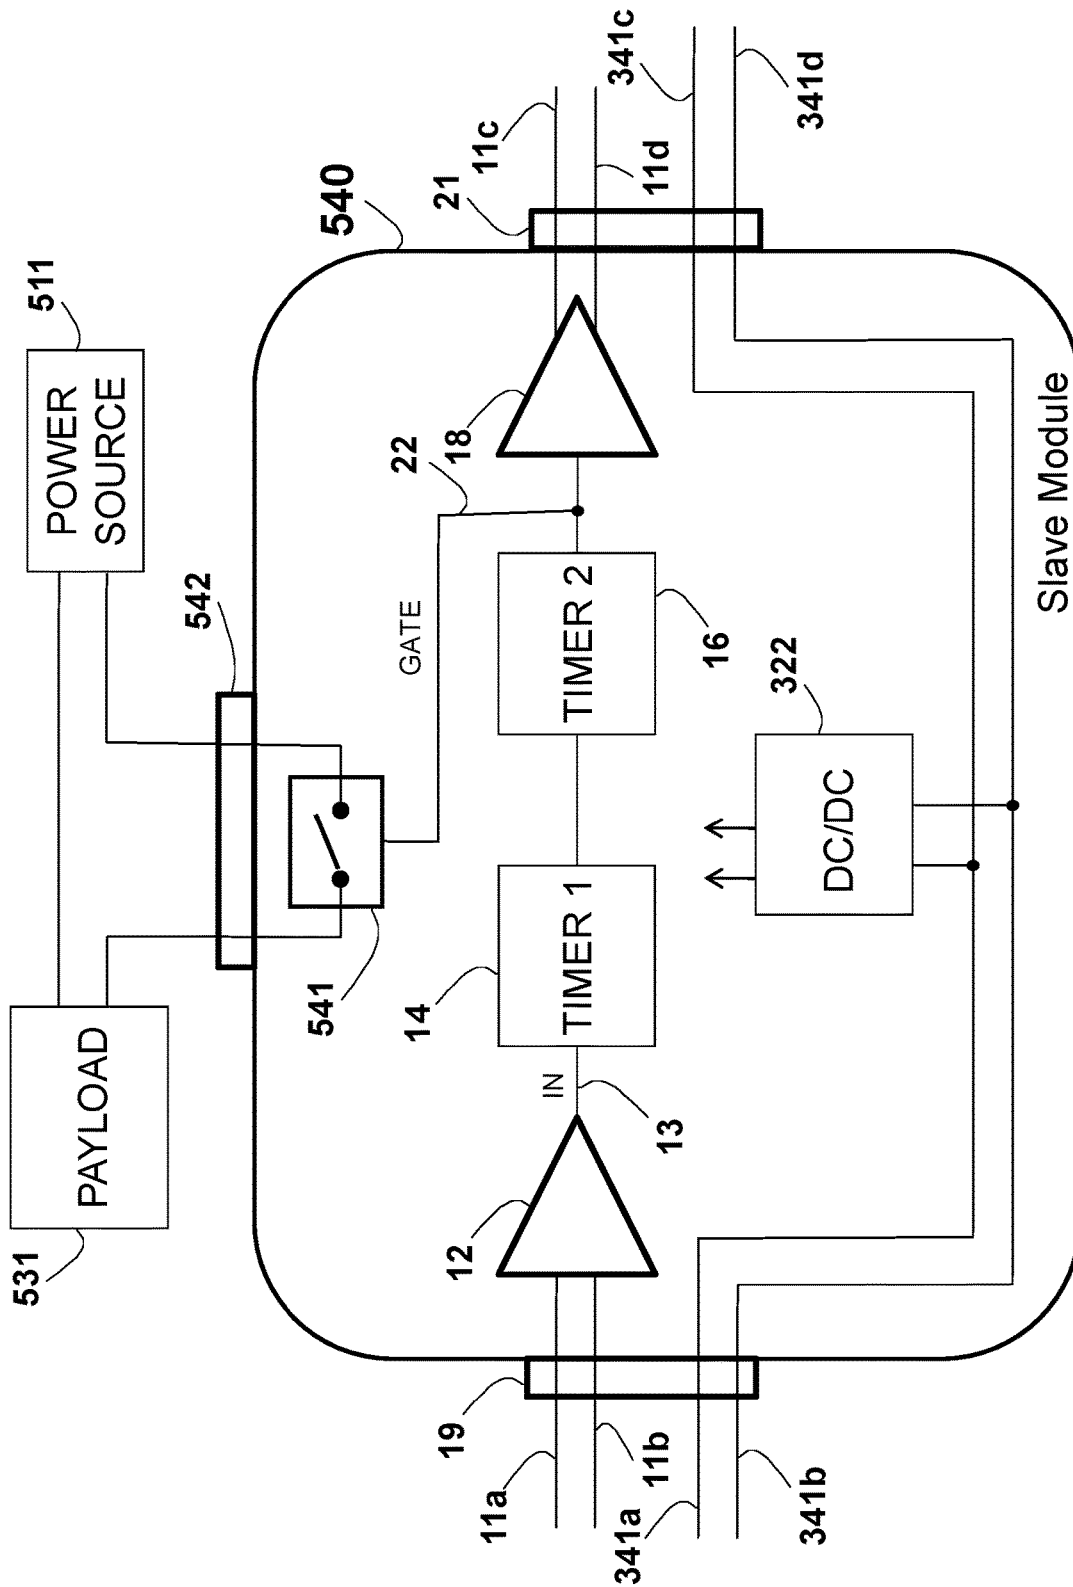 511
POWER
SOURCE
PAYLOAD
531
542
541
540
GATE
22
11a
11b
19
12
IN
13
14
TIMER 1
TIMER 2
16
18
21
11c
11d
341a
341b
341c
341d
322
DC/DC
Slave Module